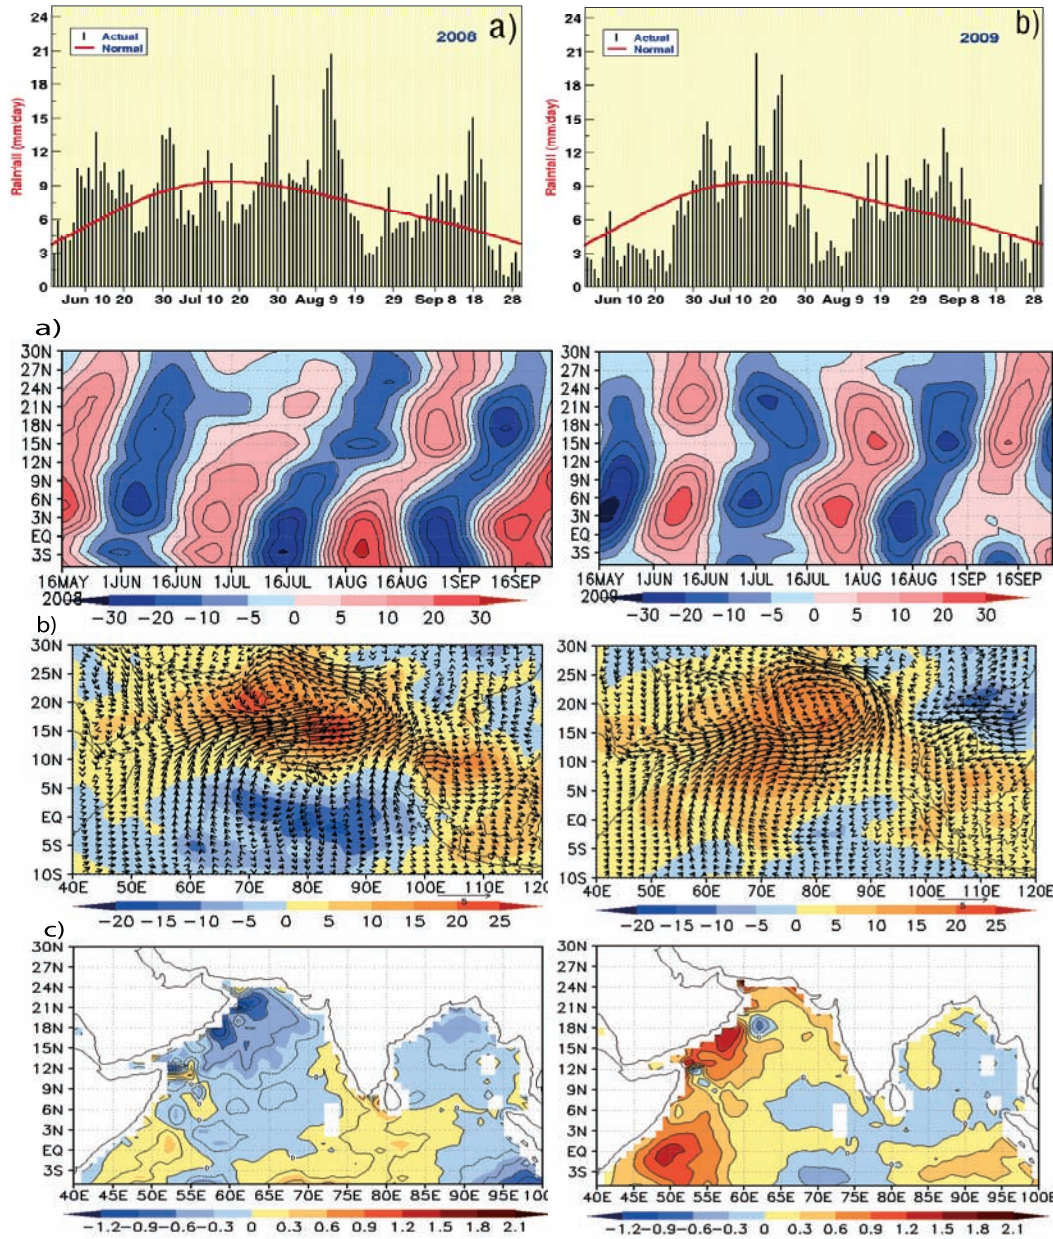 a)
24
21
18
15
12
9
6
3
0
Rainfall (mm/day)
Actual
Normal
2008
Jun 10 20 30 Jul 10 20 30 Aug 9 19 29 Sep 8 18 28
b)
24
21
18
15
12
9
6
3
0
Rainfall (mm/day)
Actual
Normal
2009
Jun 10 20 30 Jul 10 20 30 Aug 9 19 29 Sep 8 18 28
a)
30N
27N
24N
21N
18N
15N
12N
9N
6N
3N
EQ
3S
16MAY 1JUN 16JUN 1JUL 16JUL 1AUG 16AUG 1SEP 16SEP
2008
-30 -20 -10 -5 0 5 10 20 30
30N
27N
24N
21N
18N
15N
12N
9N
6N
3N
EQ
3S
16MAY 1JUN 16JUN 1JUL 16JUL 1AUG 16AUG 1SEP 16SEP
2009
-30 -20 -10 -5 0 5 10 20 30
b)
30N
25N
20N
15N
10N
5N
EQ
5S
10S
40E 50E 60E 70E 80E 90E 100E 110E 120
5
-20 -15 -10 -5 0 5 10 15 20 25
30N
25N
20N
15N
10N
5N
EQ
5S
10S
40E 50E 60E 70E 80E 90E 100E 110E 120E
5
-20 -15 -10 -5 0 5 10 15 20 25
c)
30N
27N
24N
21N
18N
15N
12N
9N
6N
3N
EQ
3S
40E 45E 50E 55E 60E 65E 70E 75E 80E 85E 90E 95E 100
-1.2 -0.9 -0.6 -0.3 0 0.3 0.6 0.9 1.2 1.5 1.8 2.1
30N
27N
24N
21N
18N
15N
12N
9N
6N
3N
EQ
3S
40E 45E 50E 55E 60E 65E 70E 75E 80E 85E 90E 95E 100E
-1.2 -0.9 -0.6 -0.3 0 0.3 0.6 0.9 1.2 1.5 1.8 2.1